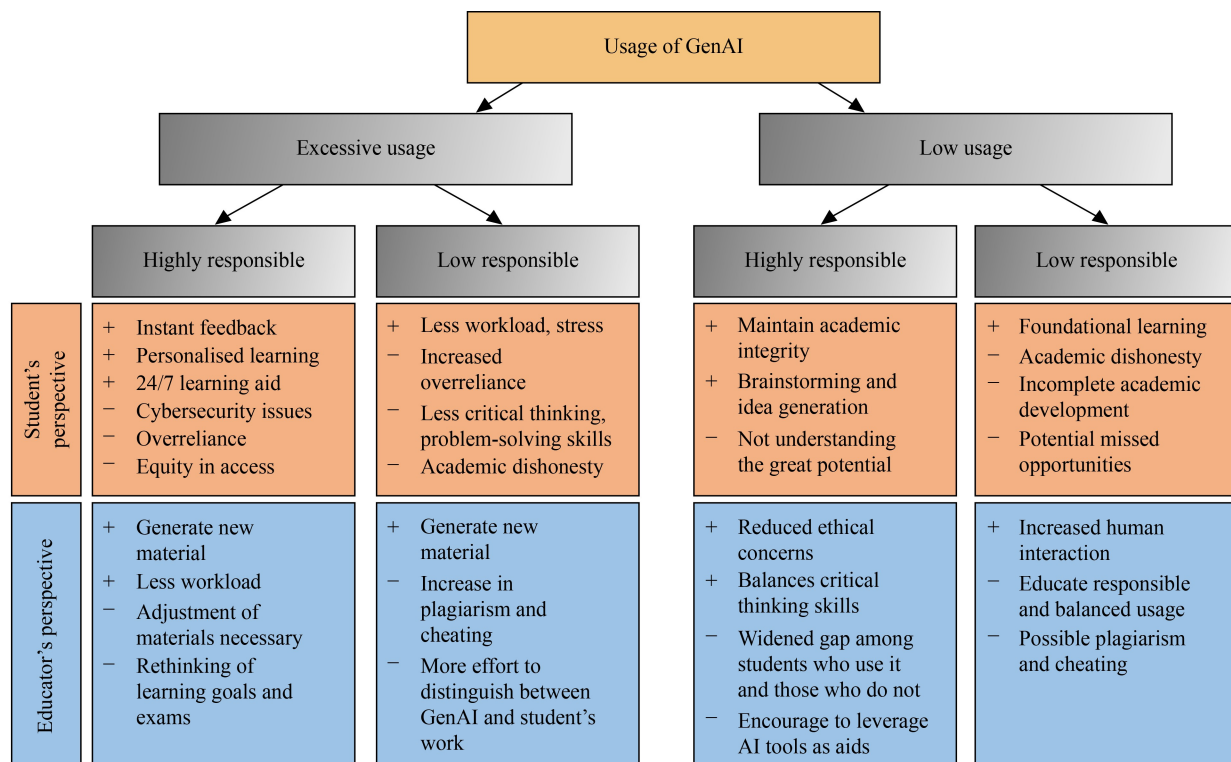 Usage of GenAI
Excessive usage
Low usage
Highly responsible
Low responsible
Highly responsible
Low responsible
Student's
perspective
+ Instant feedback
+ Personalised learning
+ 24/7 learning aid
− Cybersecurity issues
− Overreliance
− Equity in access
+ Less workload, stress
− Increased
overreliance
− Less critical thinking,
problem-solving skills
− Academic dishonesty
+ Maintain academic
integrity
+ Brainstorming and
idea generation
− Not understanding
the great potential
+ Foundational learning
− Academic dishonesty
− Incomplete academic
development
− Potential missed
opportunities
Educator's perspective
+ Generate new
material
+ Less workload
− Adjustment of
materials necessary
− Rethinking of
learning goals and
exams
+ Generate new
material
− Increase in
plagiarism and
cheating
− More effort to
distinguish between
GenAI and student's
work
+ Reduced ethical
concerns
+ Balances critical
thinking skills
− Widened gap among
students who use it
and those who do not
− Encourage to leverage
AI tools as aids
+ Increased human
interaction
− Educate responsible
and balanced usage
− Possible plagiarism
and cheating